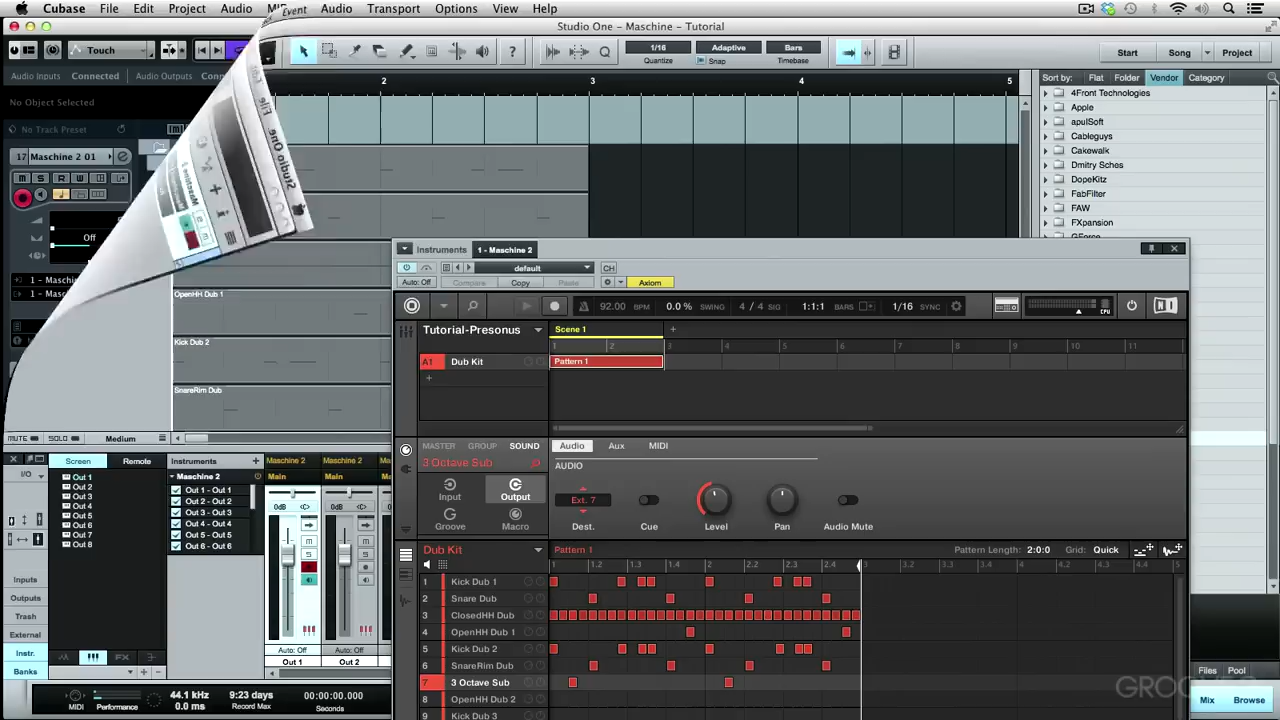 Cubase File Edit Project Audio MI Event Audio Transport Options View Help
Studio One - Maschine - Tutorial
Touch
1/16 Quantize
Adaptive Snap
Bars Timebase
Start Song Project
Audio Inputs Connected Audio Outputs Conn
2 3 4 5
Sort by: Flat Folder Vendor Category
No Object Selected
4Front Technologies
Apple
apulSoft
Cableguys
Cakewalk
Dmitry Sches
DopeKitz
FabFilter
FAW
FXpansion
GForce
No Track Preset
17 Maschine 2 01
M S R W
Off
1 - Maschin
1 - Masch
File
Studio One
OpenHH Dub 1
Kick Dub 2
SnareRim Dub
MUTE SOLO Medium
Instruments 1 - Maschine 2
default CH
Auto: Off Compare Copy Paste Axiom
92.00 BPM 0.0 % SWING 4 / 4 SIG 1:1:1 BARS 1/16 SYNC CPU
Tutorial-Presonus Scene 1 +
1 2 3 4 5 6 7 8 9 10 11
A1 Dub Kit Pattern 1
+
MASTER GROUP SOUND Audio Aux MIDI
3 Octave Sub AUDIO
Input Output
Groove Macro
Ext. 7
Dest. Cue Level Pan Audio Mute
Dub Kit Pattern 1 Pattern Length: 2:0:0 Grid: Quick
1 1.2 1.3 1.4 2 2.2 2.3 2.4 3 3.2 3.3 3.4 4 4.2 4.3 4.4 5
1 Kick Dub 1
2 Snare Dub
3 ClosedHH Dub
4 OpenHH Dub 1
5 Kick Dub 2
6 SnareRim Dub
7 3 Octave Sub
8 OpenHH Dub 2
9 Kick Dub 3
Screen Remote
I/O
Out 1
Out 2
Out 3
Out 4
Out 5
Out 6
Out 7
Out 8
Inputs
Outputs
Trash
External
Instr.
Banks
FX
Instruments +
Maschine 2
Out 1 - Out 1
Out 2 - Out 2
Out 3 - Out 3
Out 4 - Out 4
Out 5 - Out 5
Out 6 - Out 6
Maschine 2 Maschine 2
Main Main
0dB <C> 0dB <C>
M M
S S
Auto: Off Auto: Off
Out 1 Out 2
MIDI Performance
44.1 kHz
0.0 ms
9:23 days
Record Max
00:00:00.000
Seconds
Files Pool
Mix Browse